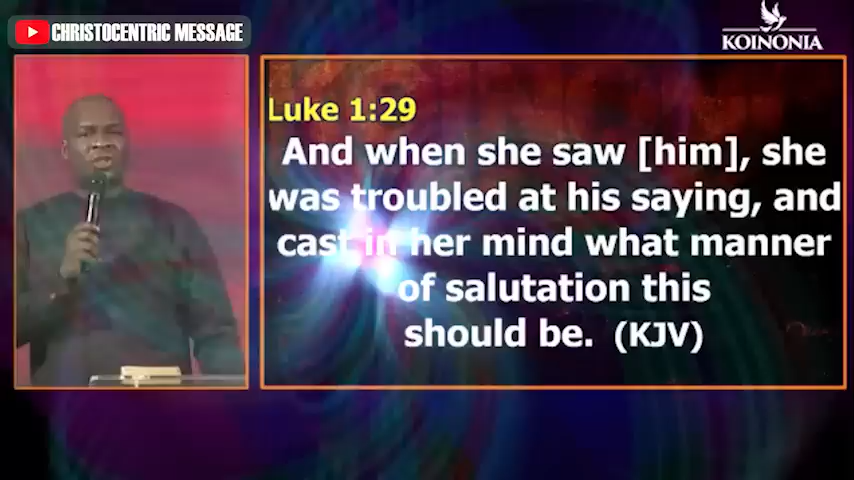 CHRISTOCENTRIC MESSAGE
KOINONIA
Luke 1:29
And when she saw [him], she
was troubled at his saying, and
cast in her mind what manner
of salutation this
should be. (KJV)